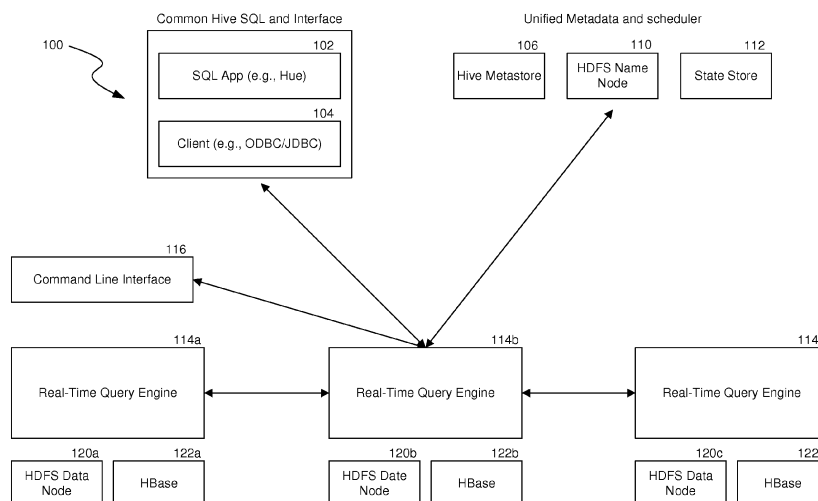 Common Hive SQL and Interface
Unified Metadata and scheduler
100
102
SQL App (e.g., Hue)
104
Client (e.g., ODBC/JDBC)
106
Hive Metastore
110
HDFS Name
Node
112
State Store
116
Command Line Interface
114a
Real-Time Query Engine
114b
Real-Time Query Engine
114
Real-Time Query Engine
120a
HDFS Data
Node
122a
HBase
120b
HDFS Date
Node
122b
HBase
120c
HDFS Data
Node
122
HBase